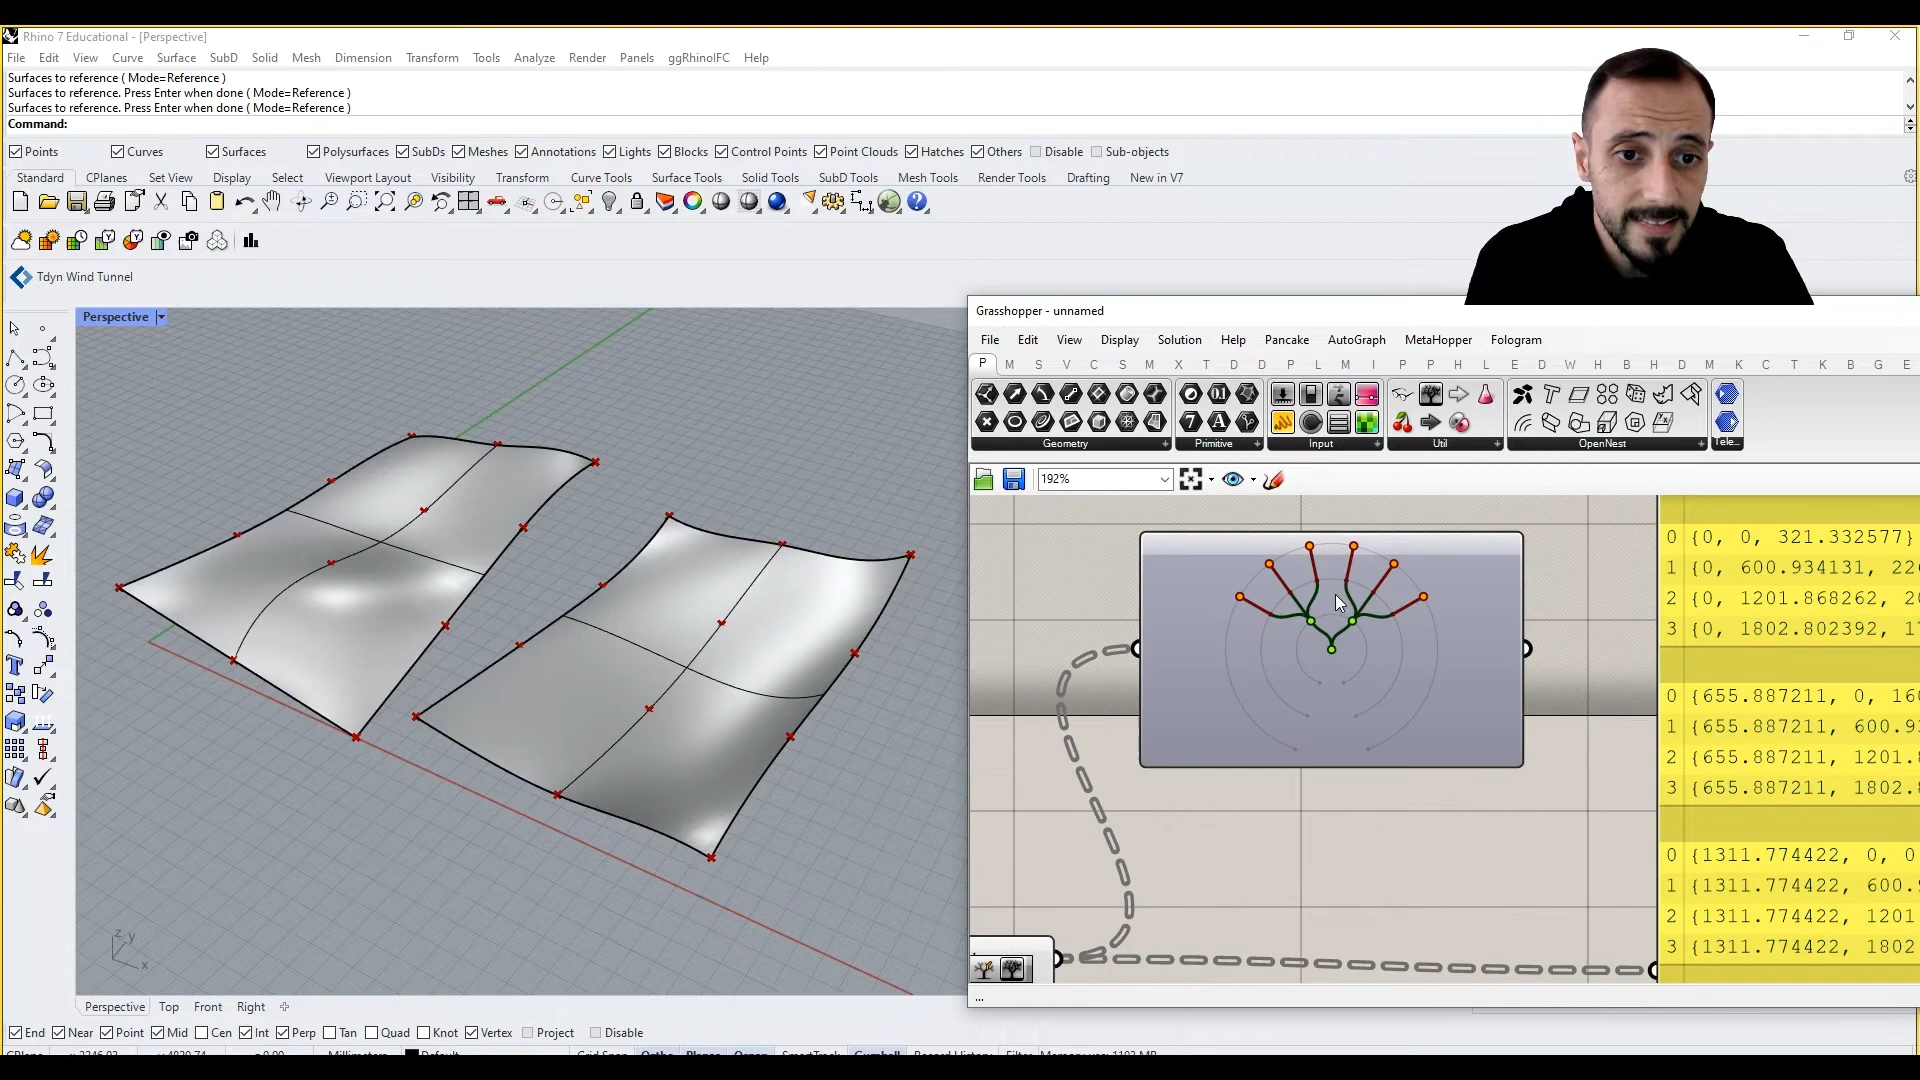 Rhino 7 Educational - [Perspective]
File Edit View Curve Surface SubD Solid Mesh Dimension Transform Tools Analyze Render Panels ggRhinoIFC Help
Surfaces to reference ( Mode=Reference )
Surfaces to reference. Press Enter when done ( Mode=Reference )
Surfaces to reference. Press Enter when done ( Mode=Reference )
Command:
Points Curves Surfaces Polysurfaces SubDs Meshes Annotations Lights Blocks Control Points Point Clouds Hatches Others Disable Sub-objects
Standard CPlanes Set View Display Select Viewport Layout Visibility Transform Curve Tools Surface Tools Solid Tools SubD Tools Mesh Tools Render Tools Drafting New in V7
Tdyn Wind Tunnel
Perspective
Grasshopper - unnamed
File Edit View Display Solution Help Pancake AutoGraph MetaHopper Fologram
P M S V C S M X T D D P L M I P H L E D W H B H D M K C T K B G E
Geometry Primitive Input Util OpenNest Tele...
192%
0 {0, 0, 321.332577}
1 {0, 600.934131, 22
2 {0, 1201.868262, 2
3 {0, 1802.802392, 1
0 {655.887211, 0, 16
1 {655.887211, 600.9
2 {655.887211, 1201.
3 {655.887211, 1802.
0 {1311.774422, 0, 0
1 {1311.774422, 600.
2 {1311.774422, 1201
3 {1311.774422, 1802
...
z y
x
Perspective Top Front Right
End Near Point Mid Cen Int Perp Tan Quad Knot Vertex Project Disable